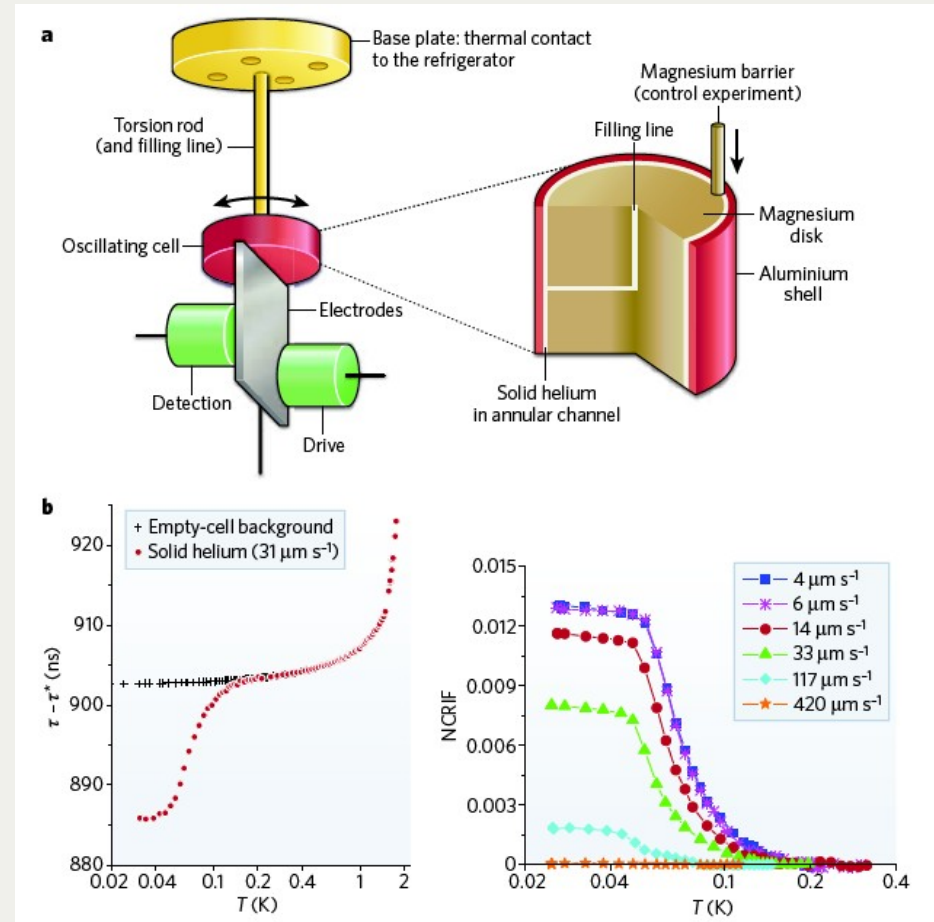 a
Base plate: thermal contact
to the refrigerator
Torsion rod
(and filling line)
Oscillating cell
Electrodes
Detection
Drive
Magnesium barrier
(control experiment)
Filling line
Magnesium
disk
Aluminium
shell
Solid helium
in annular channel
b
+ Empty-cell background
• Solid helium (31 µm s⁻¹)
920
910
900
890
880
τ – τ* (ns)
0.02 0.04 0.1 0.2 0.4 1 2
T (K)
0.015
0.012
0.009
0.006
0.003
0
NCRIF
4 µm s⁻¹
6 µm s⁻¹
14 µm s⁻¹
33 µm s⁻¹
117 µm s⁻¹
420 µm s⁻¹
0.02 0.04 0.1 0.2 0.4
T (K)